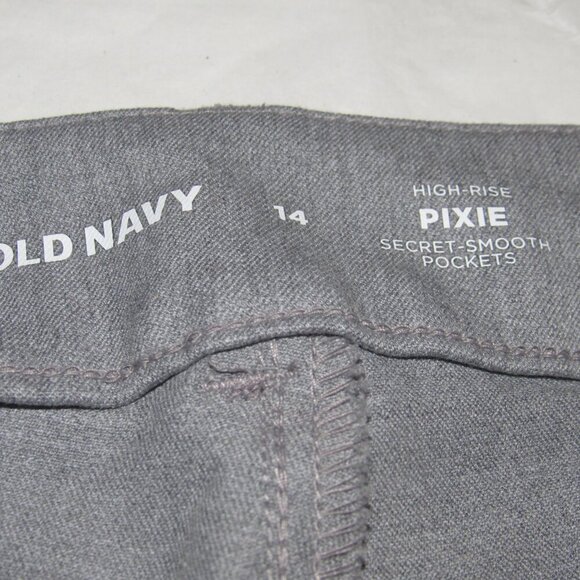 OLD NAVY
14
HIGH-RISE
PIXIE
SECRET-SMOOTH
POCKETS